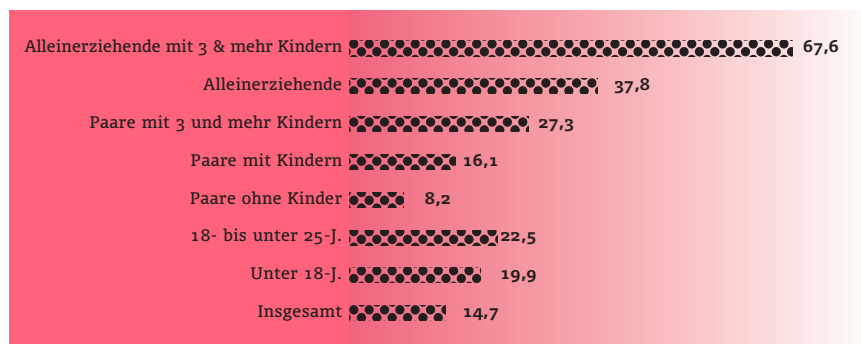 Alleinerziehende mit 3 & mehr Kindern 67,6
Alleinerziehende 37,8
Paare mit 3 und mehr Kindern 27,3
Paare mit Kindern 16,1
Paare ohne Kinder 8,2
18- bis unter 25-J. 22,5
Unter 18-J. 19,9
Insgesamt 14,7